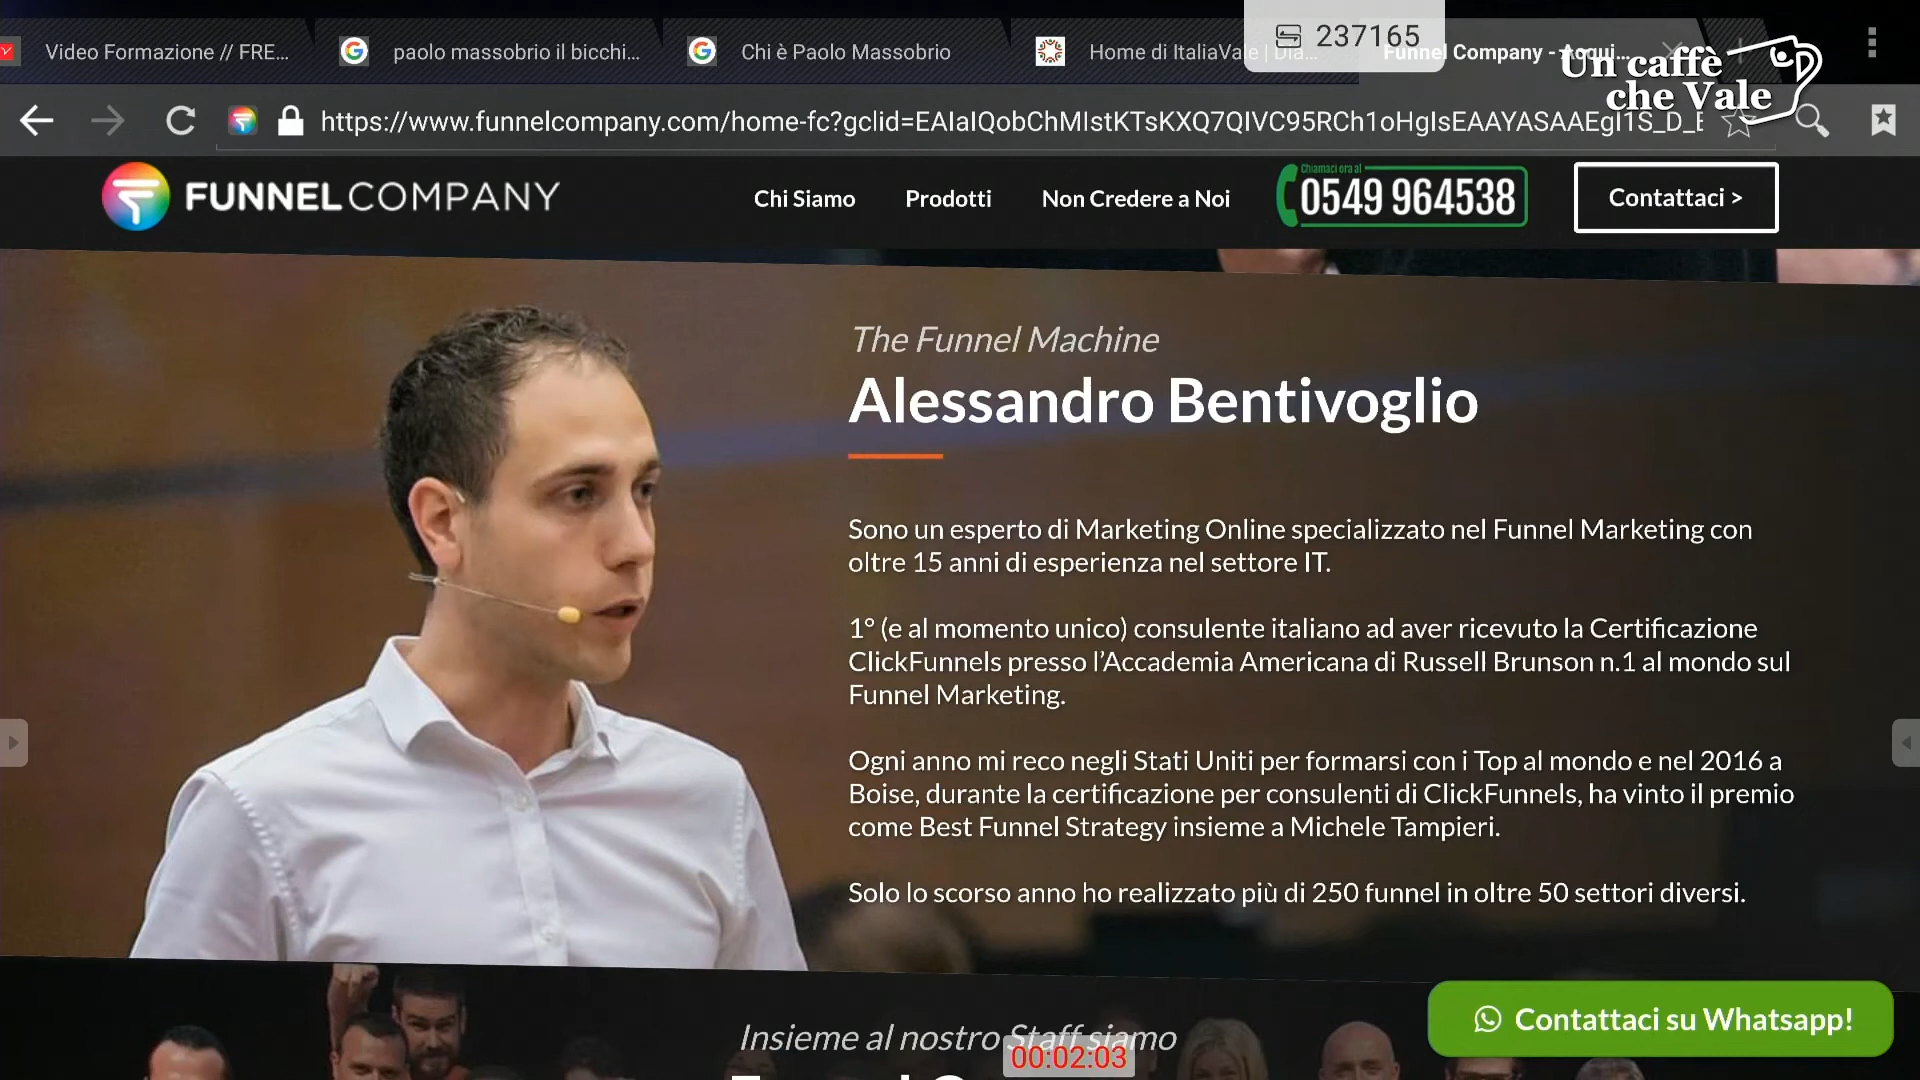 237165
Video Formazione // FRE...
paolo massobrio il bicchi...
Chi è Paolo Massobrio
Home di ItaliaVale | Dia...
Funnel Company - Acqui...
Un caffè
che Vale
https://www.funnelcompany.com/home-fc?gclid=EAIaIQobChMIstKTsKXQ7QIVC95RCh1oHgIsEAAYASAAEgI1S_D_E
FUNNELCOMPANY
Chi Siamo
Prodotti
Non Credere a Noi
Chiamaci ora al
0549 964538
Contattaci >
The Funnel Machine
Alessandro Bentivoglio
Sono un esperto di Marketing Online specializzato nel Funnel Marketing con
oltre 15 anni di esperienza nel settore IT.
1° (e al momento unico) consulente italiano ad aver ricevuto la Certificazione
ClickFunnels presso l'Accademia Americana di Russell Brunson n.1 al mondo sul
Funnel Marketing.
Ogni anno mi reco negli Stati Uniti per formarsi con i Top al mondo e nel 2016 a
Boise, durante la certificazione per consulenti di ClickFunnels, ha vinto il premio
come Best Funnel Strategy insieme a Michele Tampieri.
Solo lo scorso anno ho realizzato più di 250 funnel in oltre 50 settori diversi.
Contattaci su Whatsapp!
Insieme al nostro Staff siamo
00:02:03